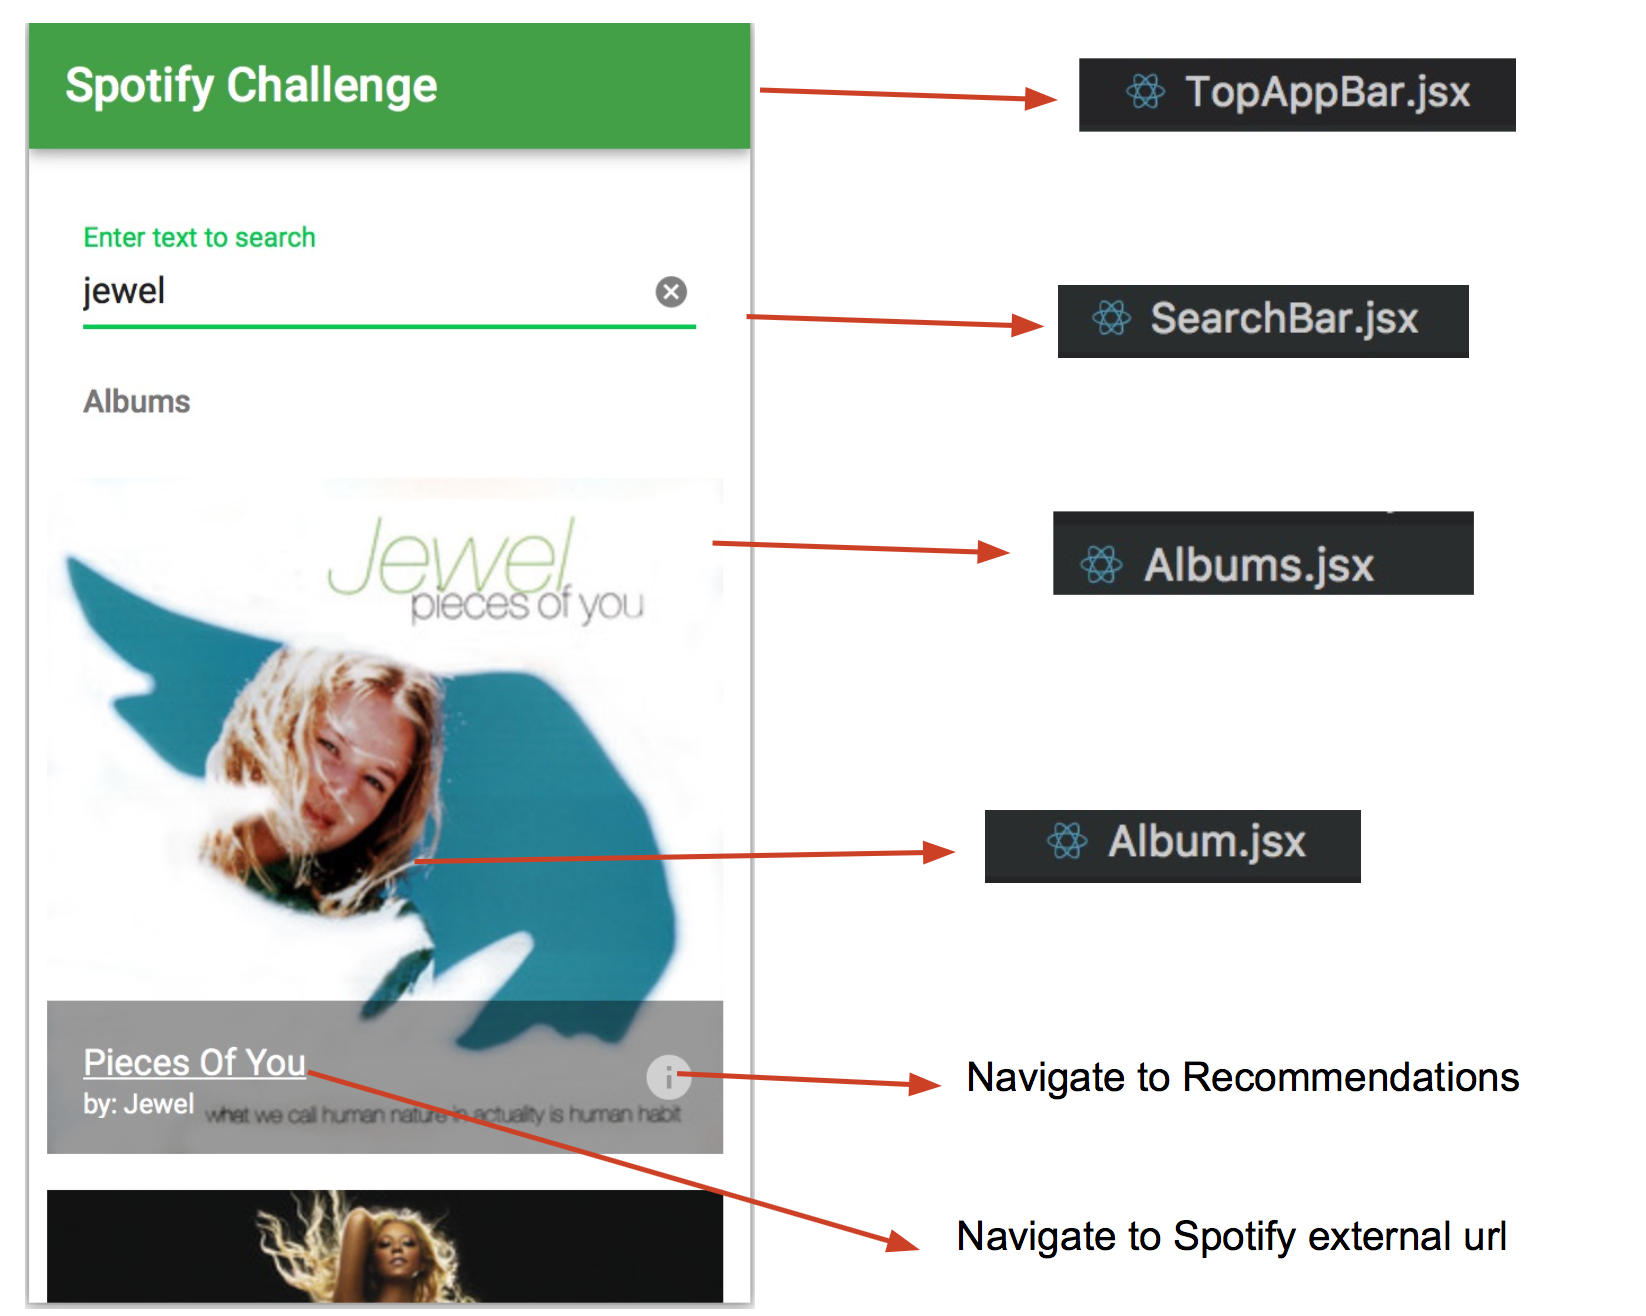 Spotify Challenge
TopAppBar.jsx
Enter text to search
jewel
SearchBar.jsx
Albums
Jewel
pieces of you
Albums.jsx
Album.jsx
Pieces Of You
by: Jewel
what we call human nature in actuality is human habit
Navigate to Recommendations
Navigate to Spotify external url